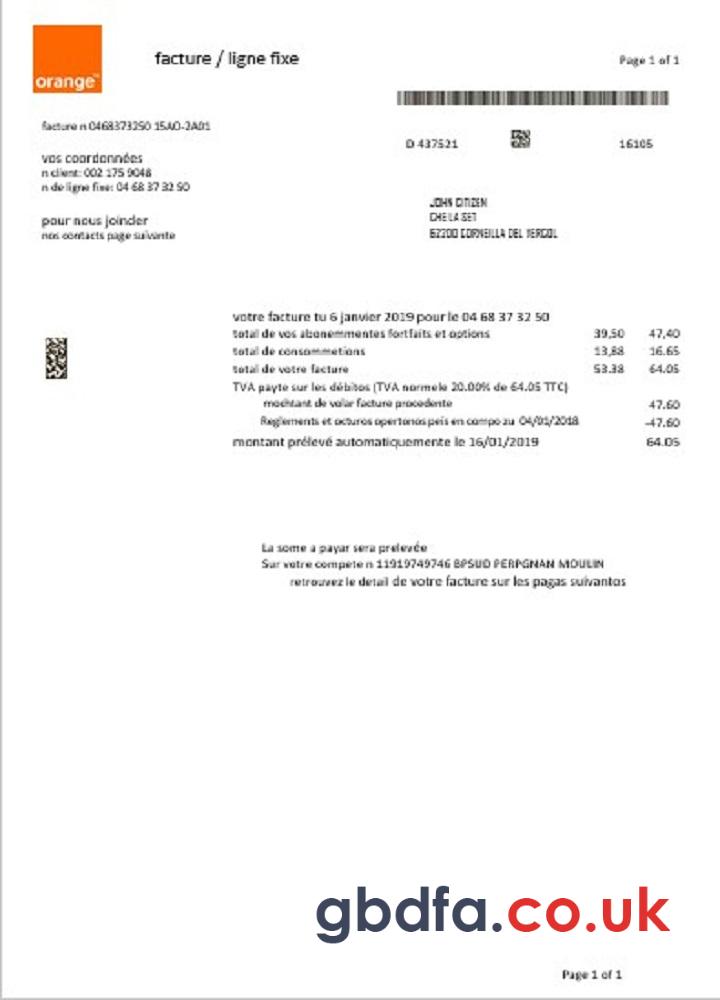 orange™
facture / ligne fixe
Page 1 of 1
facture n 0468373250 15AO-2A01
D 437521
16105
vos coordonnées
n client: 002 175 9048
n de ligne fixe: 04 68 37 32 50
JOHN CITIZEN
CHE LA SET
pour nous joinder
nos contacts page suivante
CORNEILLA DEL
votre facture tu 6 janvier 2019 pour le 04 68 37 32 50
total de vos abonemmentes fortfaits et options 39,50 47,40
total de consommetions 13,88 16.65
total de votre facture 53.38 64.05
TVA payte sur les débitos (TVA normele 20.00% de 64.05 TTC)
mochtant de volar facture procedente 47.60
Reglements et octuros opertonos peis en compo zu 04/01/2018 -47.60
montant prélevé automatiquemente le 16/01/2019 64.05
La some a payar sera prelevée
Sur votre compete n 11919749746 BPSUD PERPGNAN MOULIN
retrouvez le detail de votre facture sur les pagas suivantos
gbdfa.co.uk
Page 1 of 1